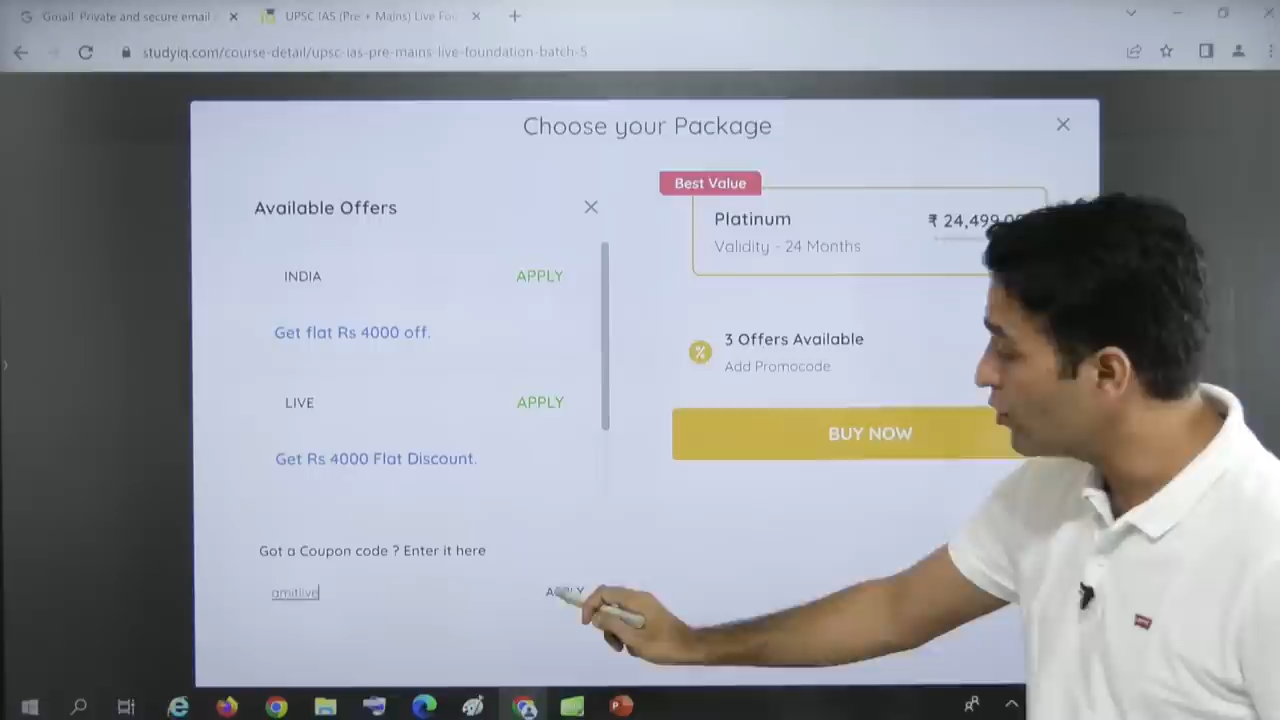 Gmail: Private and secure email
UPSC IAS (Pre + Mains) Live Fou
studyiq.com/course-detail/upsc-ias-pre-mains-live-foundation-batch-5
Choose your Package
Available Offers
INDIA APPLY
Get flat Rs 4000 off.
LIVE APPLY
Get Rs 4000 Flat Discount.
Got a Coupon code ? Enter it here
amitlive
Best Value
Platinum ₹ 24,499
Validity - 24 Months
3 Offers Available
Add Promocode
BUY NOW